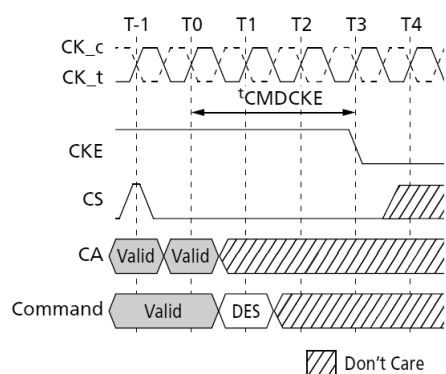 T-1 T0 T1 T2 T3 T4
CK_c
CK_t
tCMDCKE
CKE
CS
CA Valid Valid
Command Valid DES
Don't Care